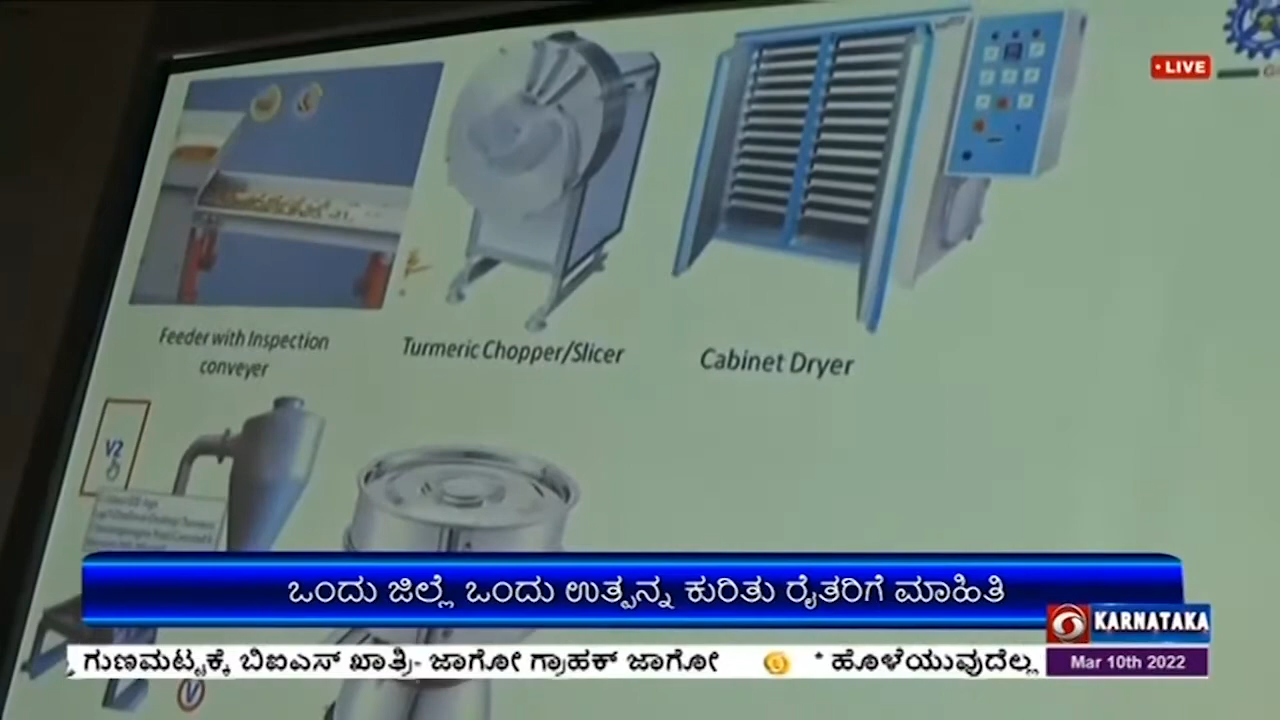 LIVE
Feeder with Inspection
conveyer
Turmeric Chopper/Slicer
Cabinet Dryer
V2
ಒಂದು ಜಿಲ್ಲೆ ಒಂದು ಉತ್ಪನ್ನ ಕುರಿತು ರೈತರಿಗೆ ಮಾಹಿತಿ
KARNATAKA
ಗುಣಮಟ್ಟಕ್ಕೆ ಬಿಐಎಸ್ ಖಾತ್ರಿ- ಜಾಗೋ ಗ್ರಾಹಕ್ ಜಾಗೋ * ಹೊಳೆಯುವುದೆಲ್ಲ
Mar 10th 2022
V